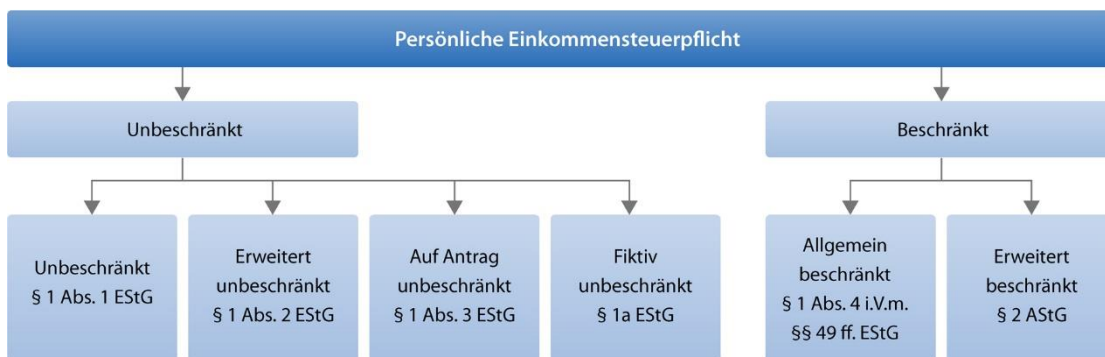 Persönliche Einkommensteuerpflicht
Unbeschränkt
Beschränkt
Unbeschränkt
§ 1 Abs. 1 EStG
Erweitert
unbeschränkt
§ 1 Abs. 2 EStG
Auf Antrag
unbeschränkt
§ 1 Abs. 3 EStG
Fiktiv
unbeschränkt
§ 1a EStG
Allgemein
beschränkt
§ 1 Abs. 4 i.V.m.
§§ 49 ff. EStG
Erweitert
beschränkt
§ 2 AStG